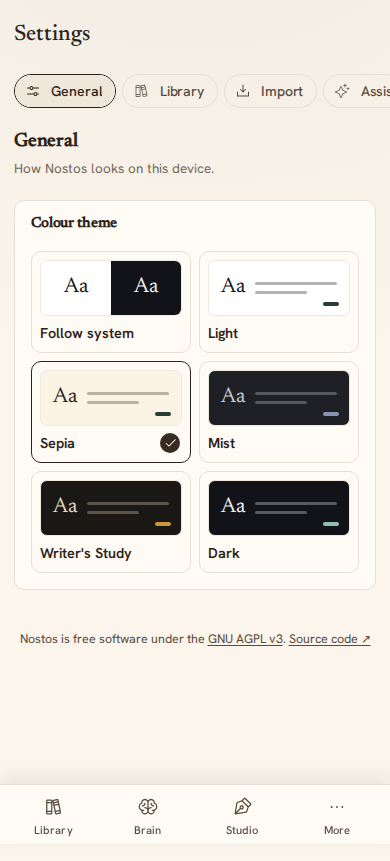 Settings
General
Library
Import
Assis
General
How Nostos looks on this device.
Colour theme
Aa
Aa
Follow system
Aa
Light
Aa
Sepia
Aa
Mist
Aa
Writer's Study
Aa
Dark
Nostos is free software under the GNU AGPL v3. Source code ↗
Library
Brain
Studio
More